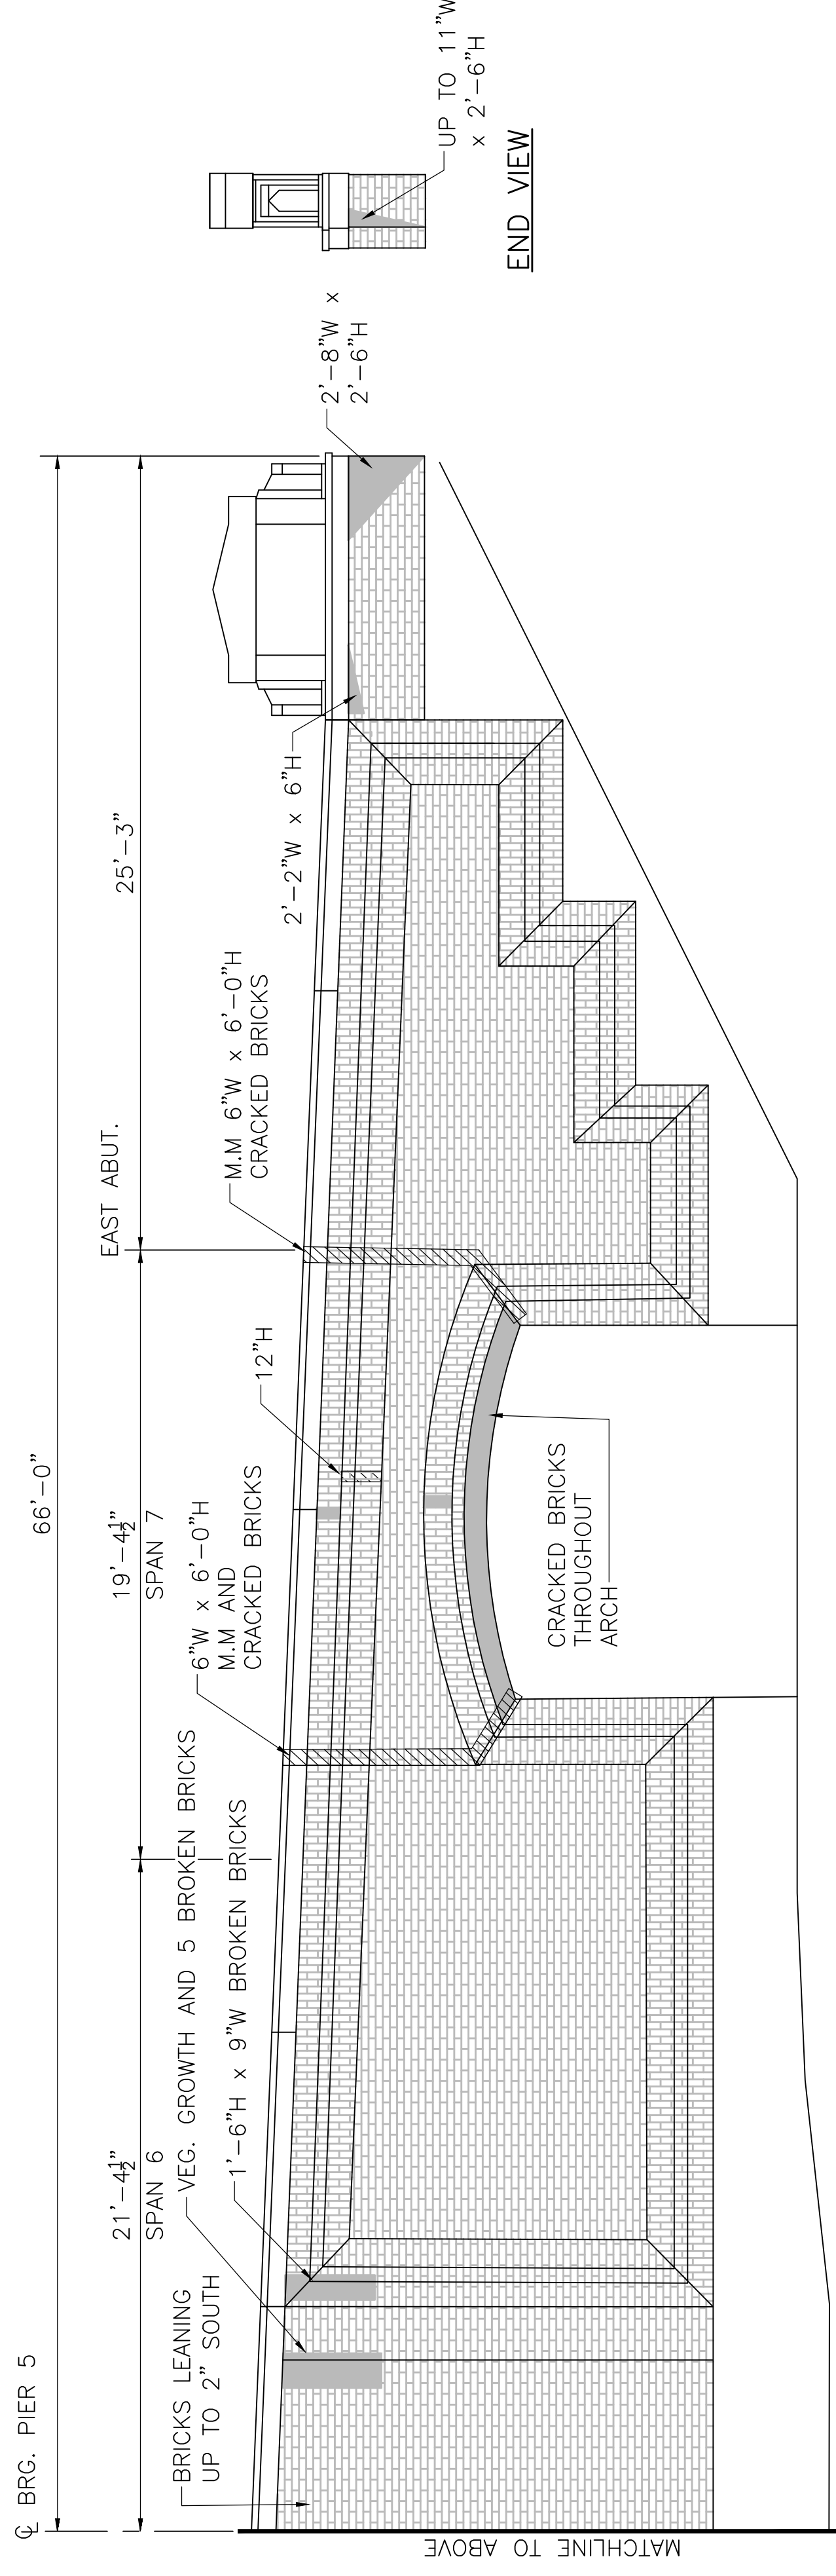 ℄ BRG. PIER 5
66'-0"
EAST ABUT.
21'-4½"
SPAN 6
19'-4½"
SPAN 7
25'-3"
BRICKS LEANING
UP TO 2" SOUTH
VEG. GROWTH AND 5 BROKEN BRICKS
1'-6"H x 9"W BROKEN BRICKS
6"W x 6'-0"H
M.M AND
CRACKED BRICKS
12"H
M.M 6"W x 6'-0"H
CRACKED BRICKS
2'-2"W x 6"H
2'-8"W x
2'-6"H
UP TO 11"W
x 2'-6"H
END VIEW
CRACKED BRICKS
THROUGHOUT
ARCH
MATCHLINE TO ABOVE